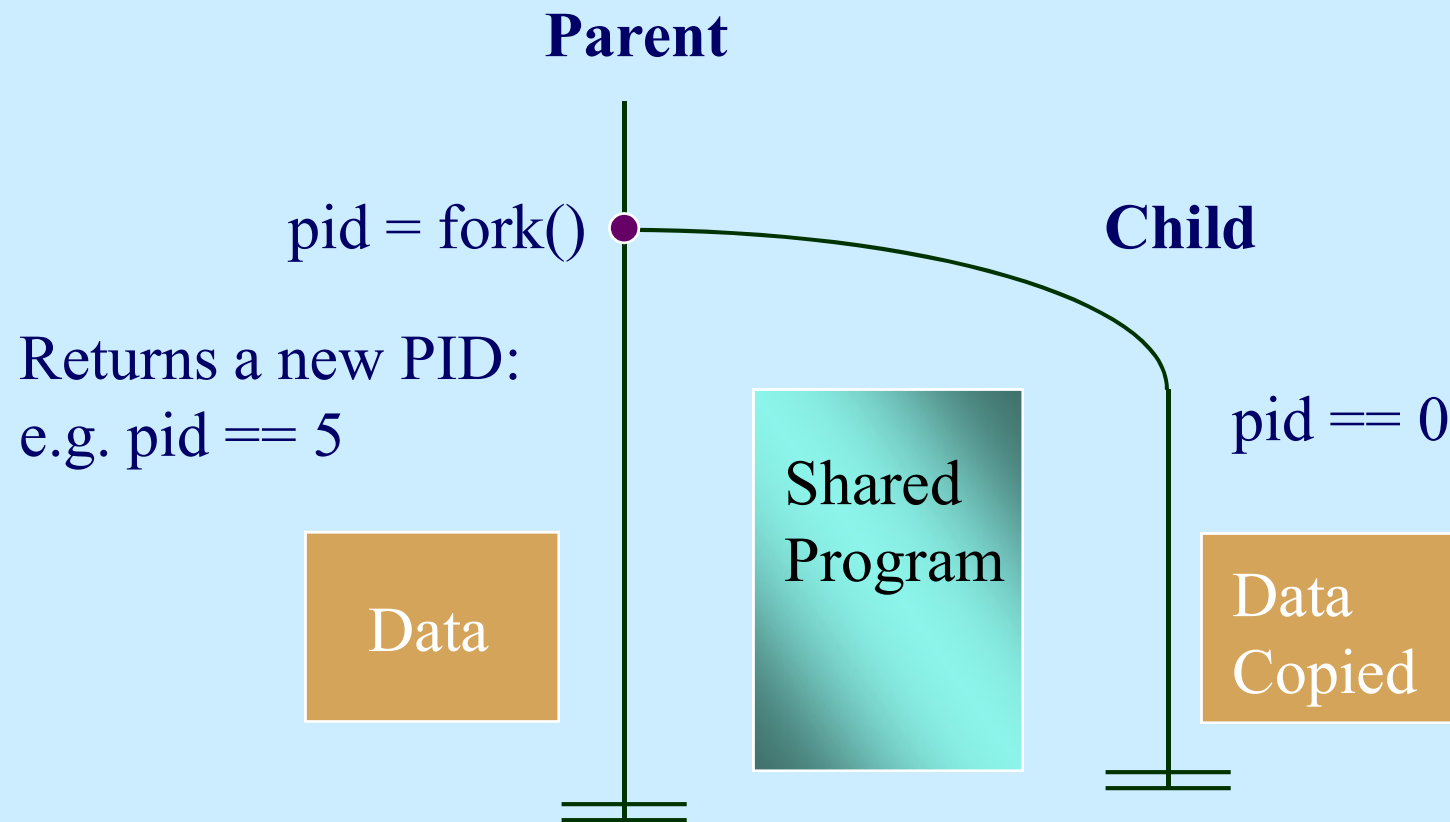 Parent
pid = fork()
Child
Returns a new PID:
e.g. pid == 5
pid == 0
Shared
Program
Data
Data
Copied